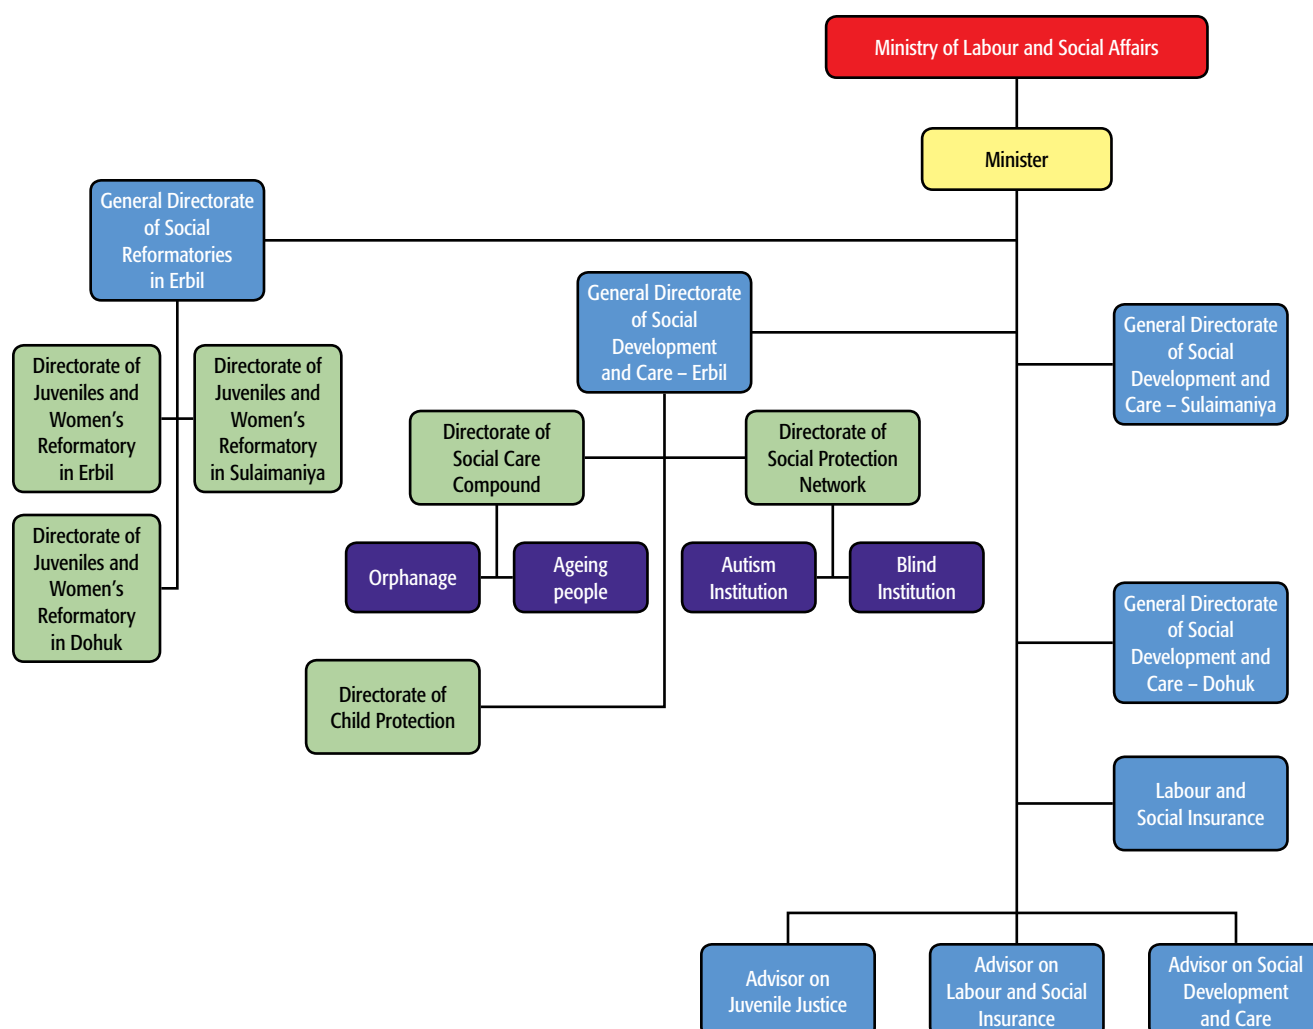 Ministry of Labour and Social Affairs
Minister
General Directorate
of Social
Reformatories
in Erbil
General Directorate
of Social
Development
and Care – Erbil
General Directorate
of Social
Development and
Care – Sulaimaniya
Directorate of
Juveniles and
Women’s
Reformatory
in Erbil
Directorate of
Juveniles and
Women’s
Reformatory
in Sulaimaniya
Directorate of
Social Care
Compound
Directorate of
Social Protection
Network
Directorate of
Juveniles and
Women’s
Reformatory
in Dohuk
Orphanage
Ageing
people
Autism
Institution
Blind
Institution
General Directorate
of Social
Development and
Care – Dohuk
Directorate of
Child Protection
Labour and
Social Insurance
Advisor on
Juvenile Justice
Advisor on
Labour and Social
Insurance
Advisor on Social
Development
and Care